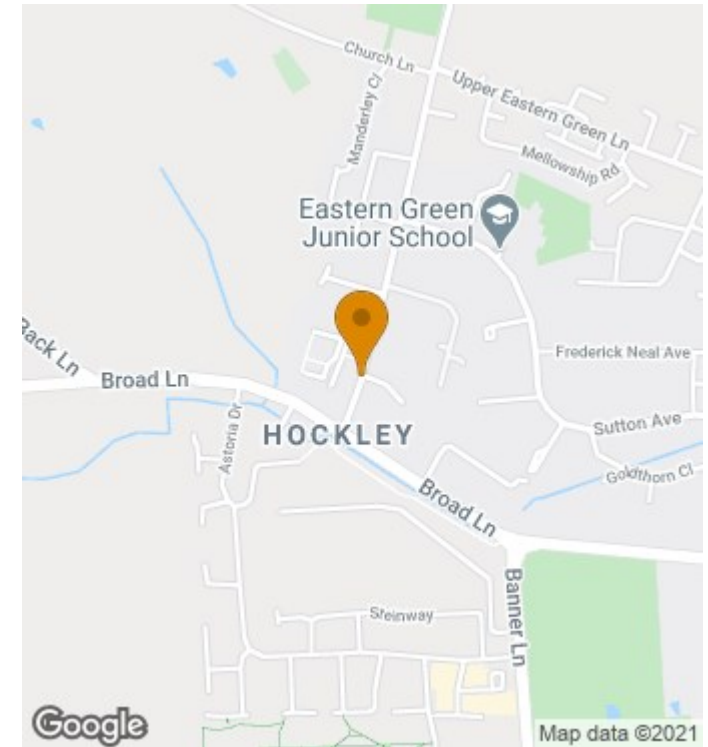 Church Ln
Upper Eastern Green Ln
Manderley Cl
Mellowship Rd
Eastern Green
Junior School
Back Ln
Broad Ln
Frederick Neal Ave
Astoria Dr
HOCKLEY
Sutton Ave
Goldthorn Cl
Broad Ln
Banner Ln
Steinway
Google
Map data ©2021